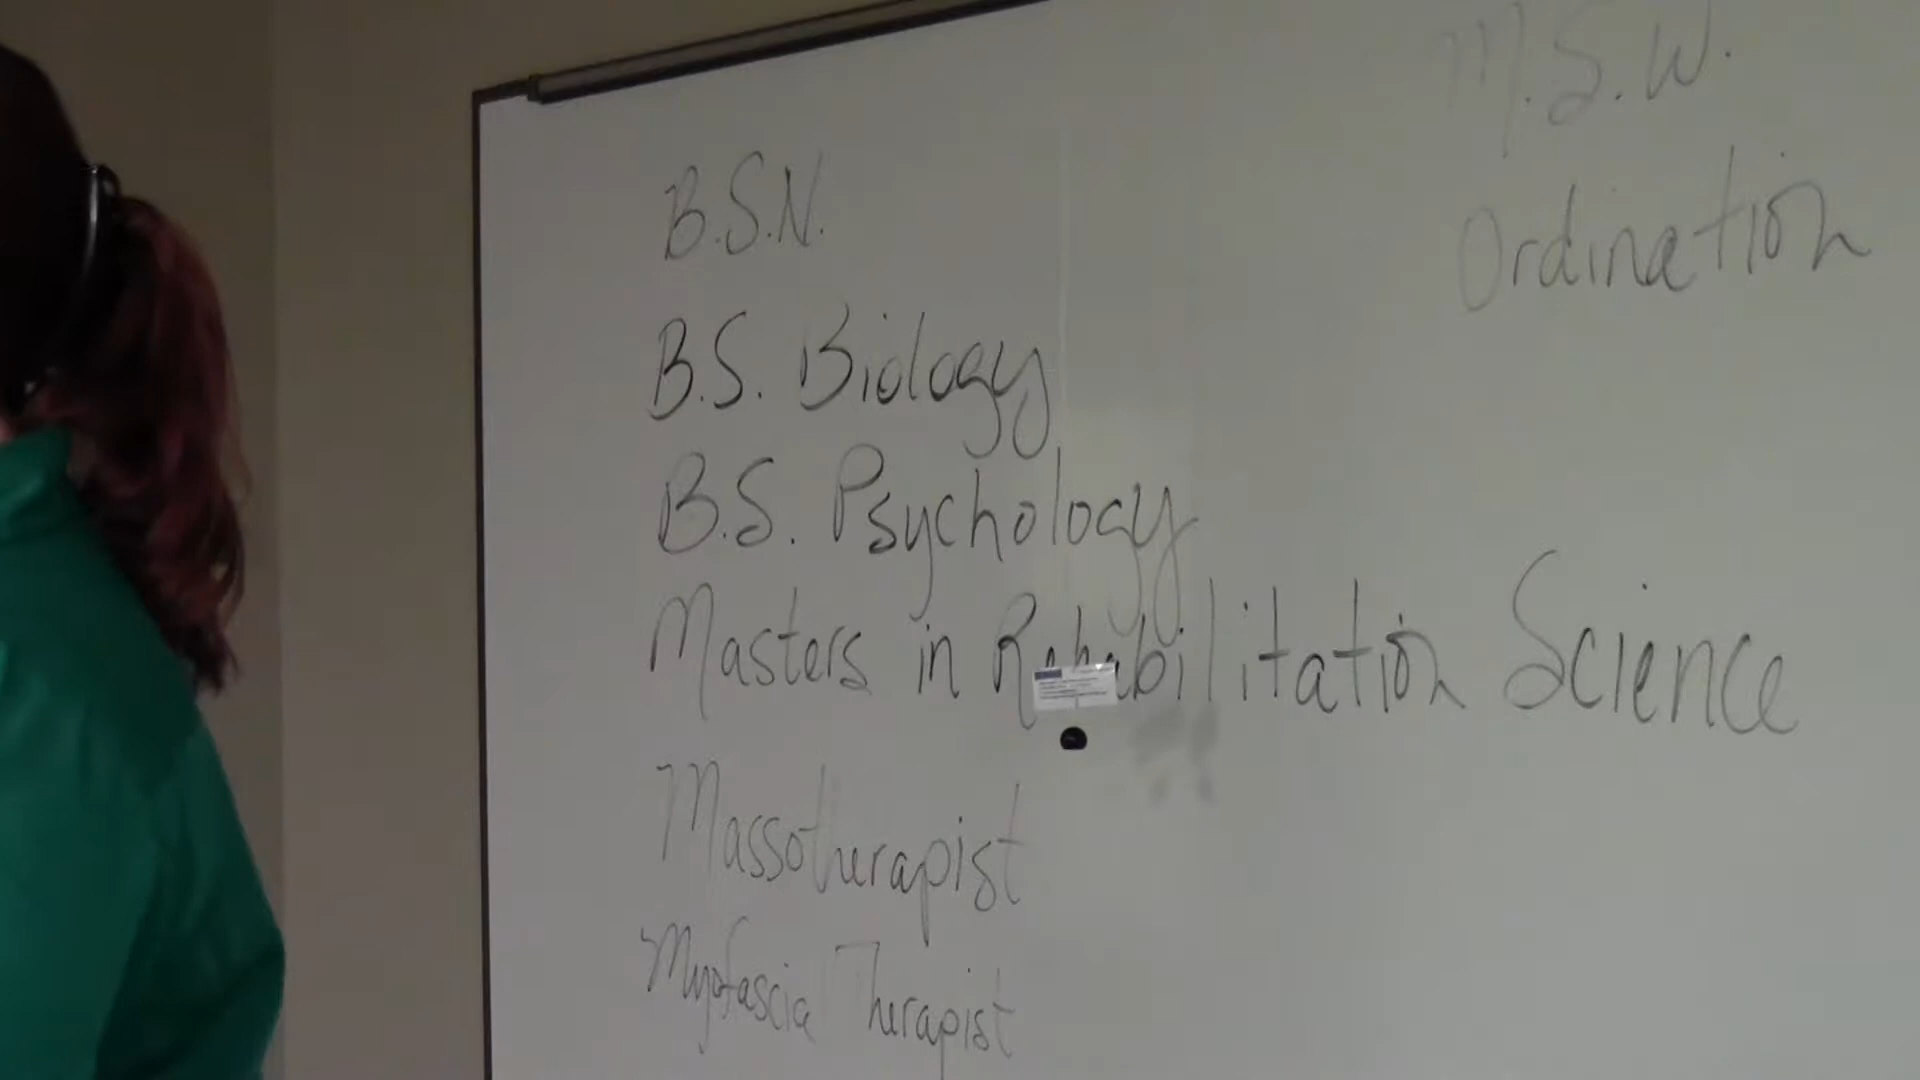 B.S.N.
B.S. Biology
B.S. Psychology
Masters in Rehabilitation Science
Massotherapist
Myofascial Therapist
M.S.W.
Ordination